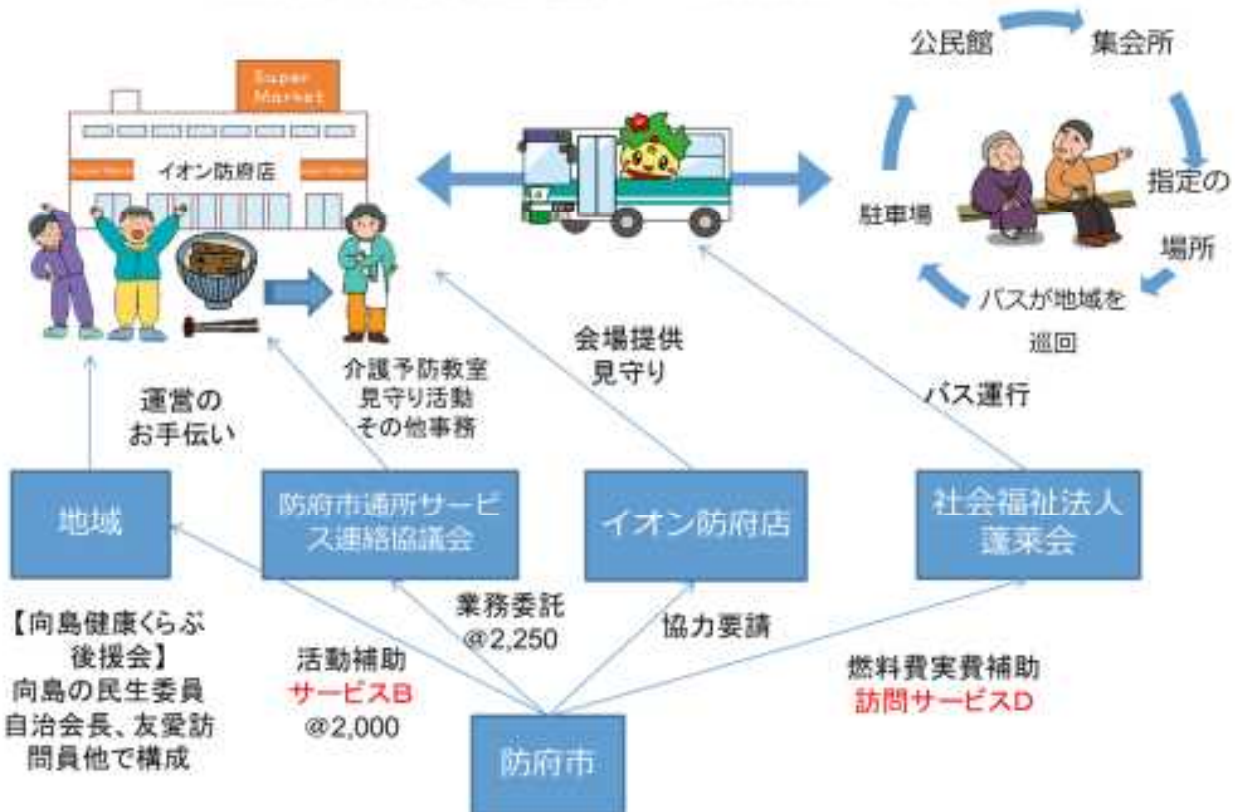 公民館
集会所
指定の
場所
バスが地域を
巡回
駐車場
Super
Market
イオン防府店
運営の
お手伝い
介護予防教室
見守り活動
その他事務
会場提供
見守り
バス運行
地域
防府市通所サービ
ス連絡協議会
イオン防府店
社会福祉法人
蓬莱会
【向島健康くらぶ
後援会】
向島の民生委員
自治会長、友愛訪
問員他で構成
活動補助
サービスB
@2,000
業務委託
@2,250
協力要請
燃料費実費補助
訪問サービスD
防府市